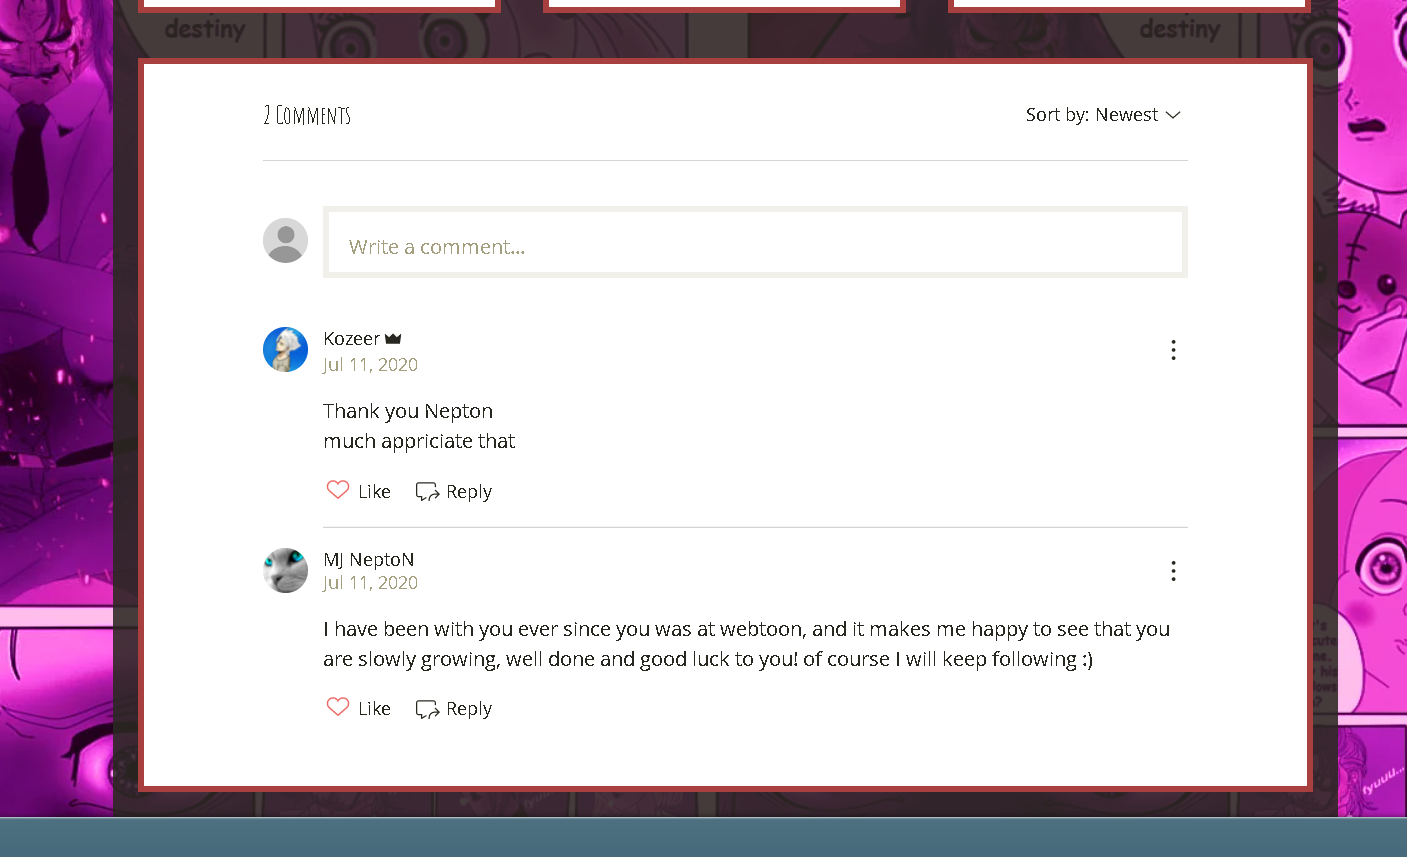 destiny
destiny
2 Comments
Sort by: Newest
Write a comment...
Kozeer
Jul 11, 2020
Thank you Nepton
much appriciate that
Like Reply
MJ NeptoN
Jul 11, 2020
I have been with you ever since you was at webtoon, and it makes me happy to see that you
are slowly growing, well done and good luck to you! of course I will keep following :)
Like Reply
fyuuu...